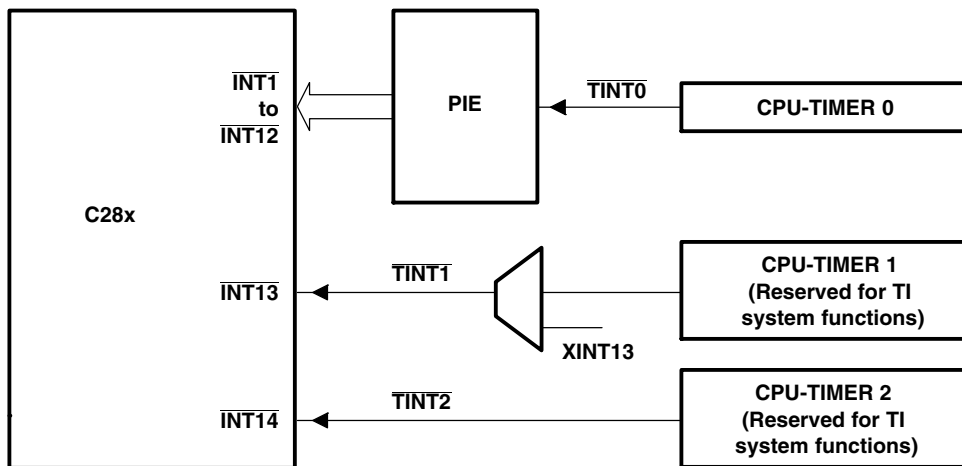 INT1
to
INT12
PIE
TINT0
CPU-TIMER 0
C28x
INT13
TINT1
XINT13
CPU-TIMER 1
(Reserved for TI
system functions)
INT14
TINT2
CPU-TIMER 2
(Reserved for TI
system functions)